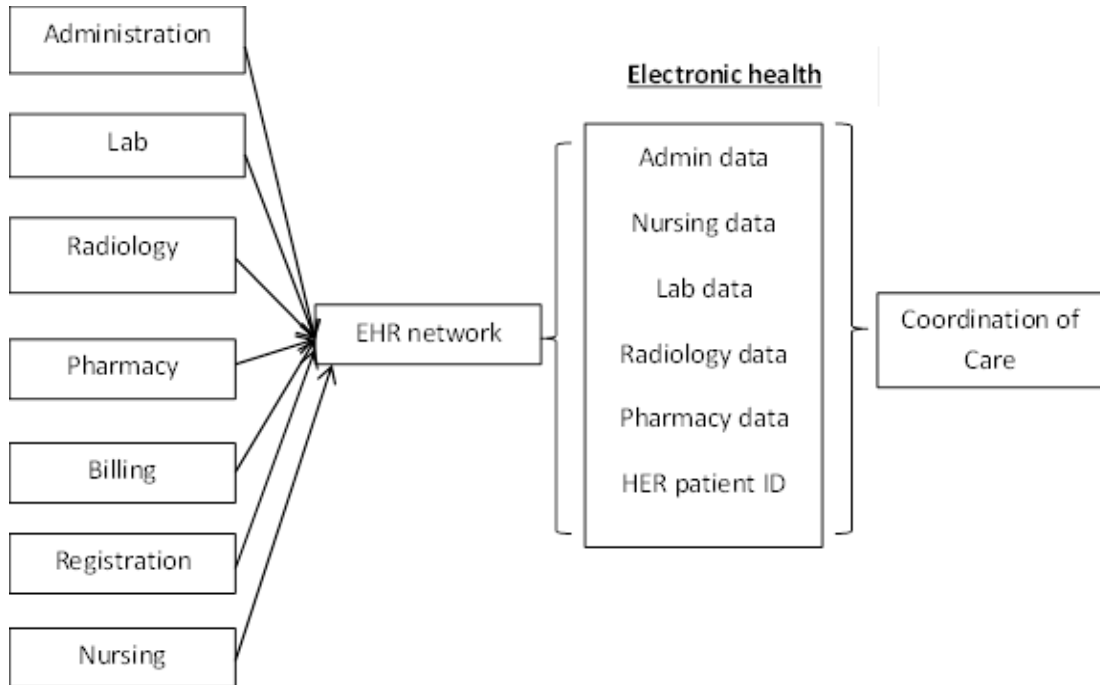 Administration
Lab
Radiology
Pharmacy
Billing
Registration
Nursing
EHR network
Electronic health
Admin data
Nursing data
Lab data
Radiology data
Pharmacy data
HER patient ID
Coordination of
Care